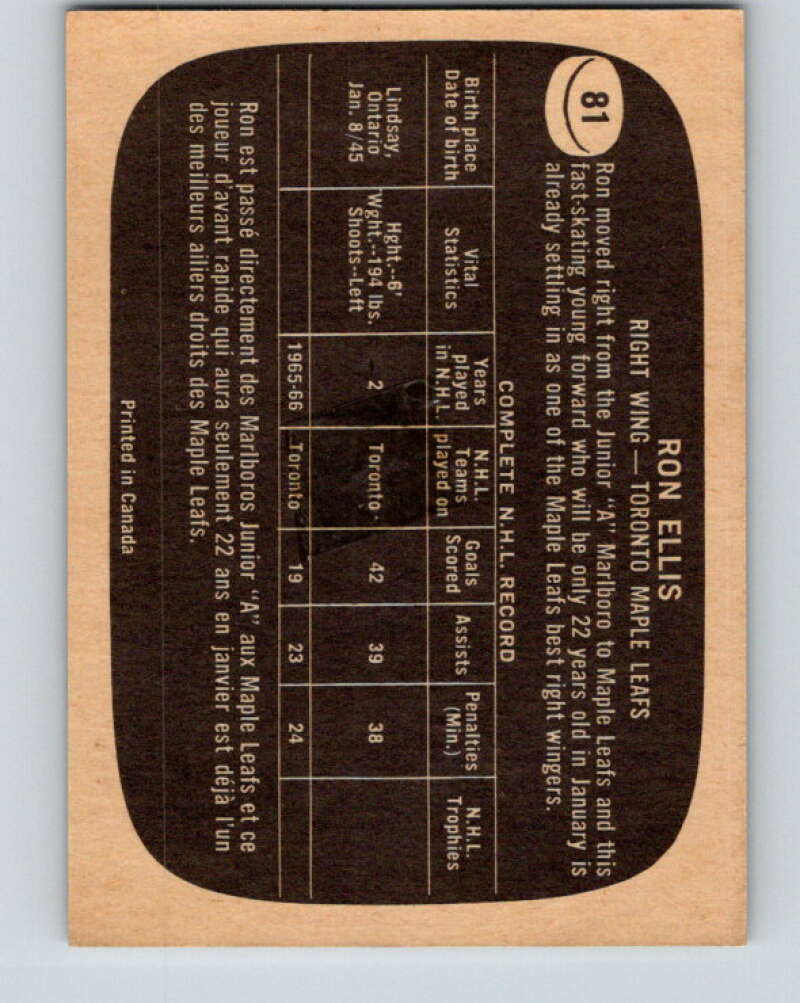 81
RON ELLIS
RIGHT WING — TORONTO MAPLE LEAFS
Ron moved right from the Junior "A" Marlboro to Maple Leafs and this
fast-skating young forward who will be only 22 years old in January is
already settling in as one of the Maple Leafs best right wingers.
COMPLETE N.H.L. RECORD
Birth place Date of birth Vital Statistics Years played in N.H.L. N.H.L. Teams played on Goals Scored Assists Penalties (Min.) N.H.L. Trophies
Lindsay, Ontario Jan. 8/45 Hght.--6' Wght.--194 lbs. Shoots--Left 2 Toronto 42 39 38
1965-66 Toronto 19 23 24
Ron est passé directement des Marlboros Junior "A" aux Maple Leafs et ce
joueur d'avant rapide qui aura seulement 22 ans en janvier est déjà l'un
des meilleurs ailiers droits des Maple Leafs.
Printed in Canada